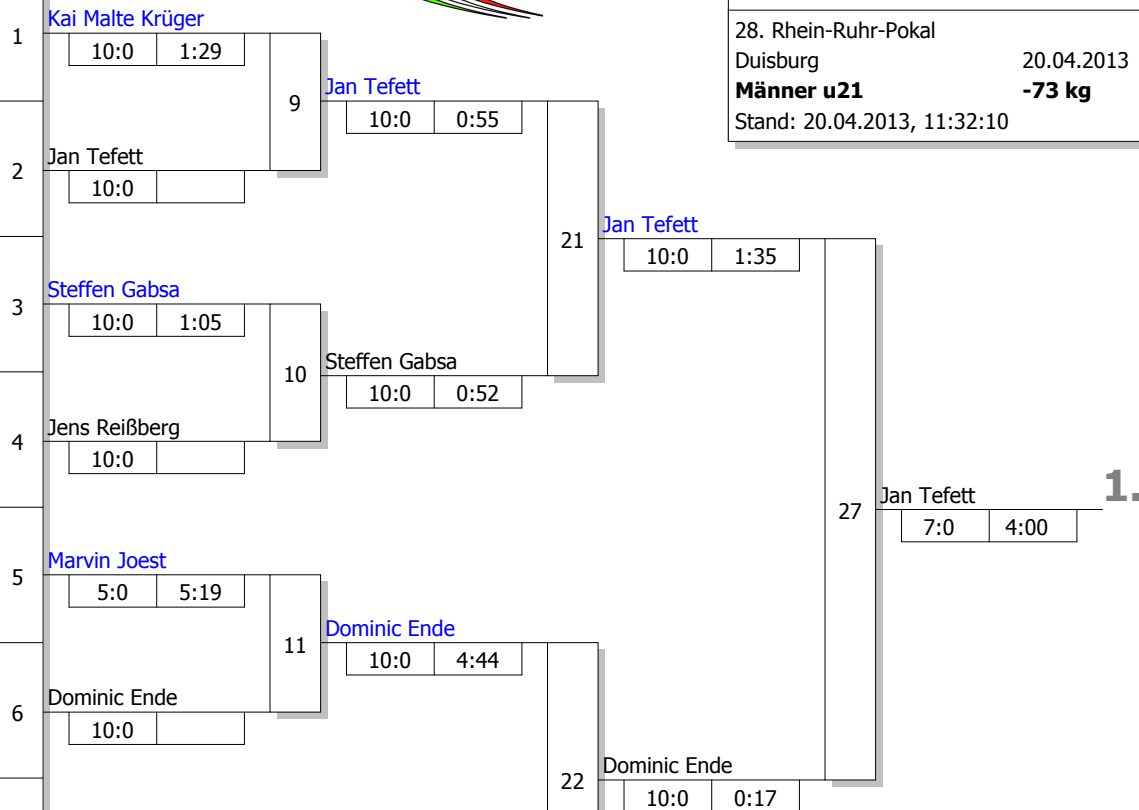 28. Rhein-Ruhr-Pokal
Duisburg 20.04.2013
Männer u21 -73 kg
Stand: 20.04.2013, 11:32:10
1 Kai Malte Krüger
10:0 1:29
9 Jan Tefett
10:0 0:55
2 Jan Tefett
10:0
21 Jan Tefett
10:0 1:35
3 Steffen Gabsa
10:0 1:05
10 Steffen Gabsa
10:0 0:52
4 Jens Reißberg
10:0
27 Jan Tefett 1.
7:0 4:00
5 Marvin Joest
5:0 5:19
11 Dominic Ende
10:0 4:44
6 Dominic Ende
10:0
22 Dominic Ende
10:0 0:17